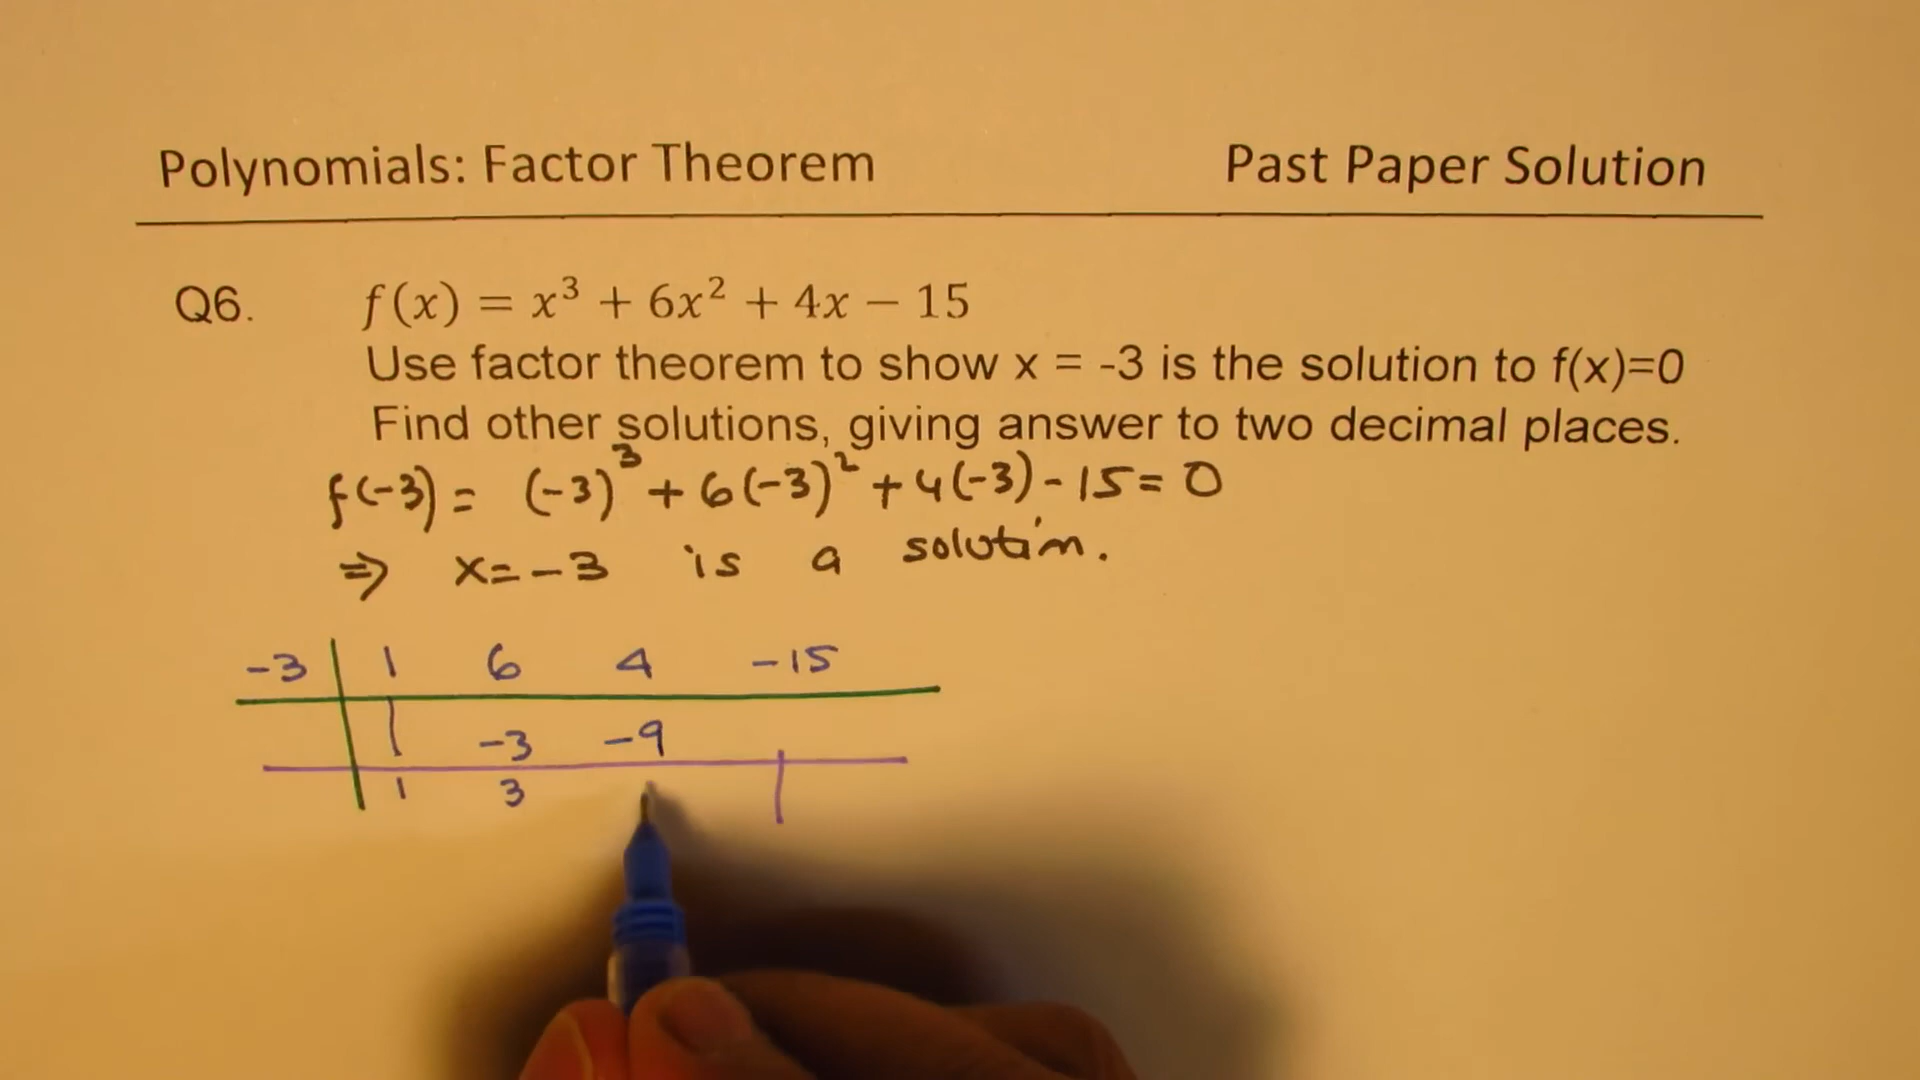 Polynomials: Factor Theorem Past Paper Solution
Q6. f(x) = x³ + 6x² + 4x − 15
Use factor theorem to show x = -3 is the solution to f(x)=0
Find other solutions, giving answer to two decimal places.
f(-3) = (-3)³ + 6(-3)² + 4(-3) - 15 = 0
⇒ x = -3 is a solution.
-3 | 1 6 4 -15
-3 -9
1 3